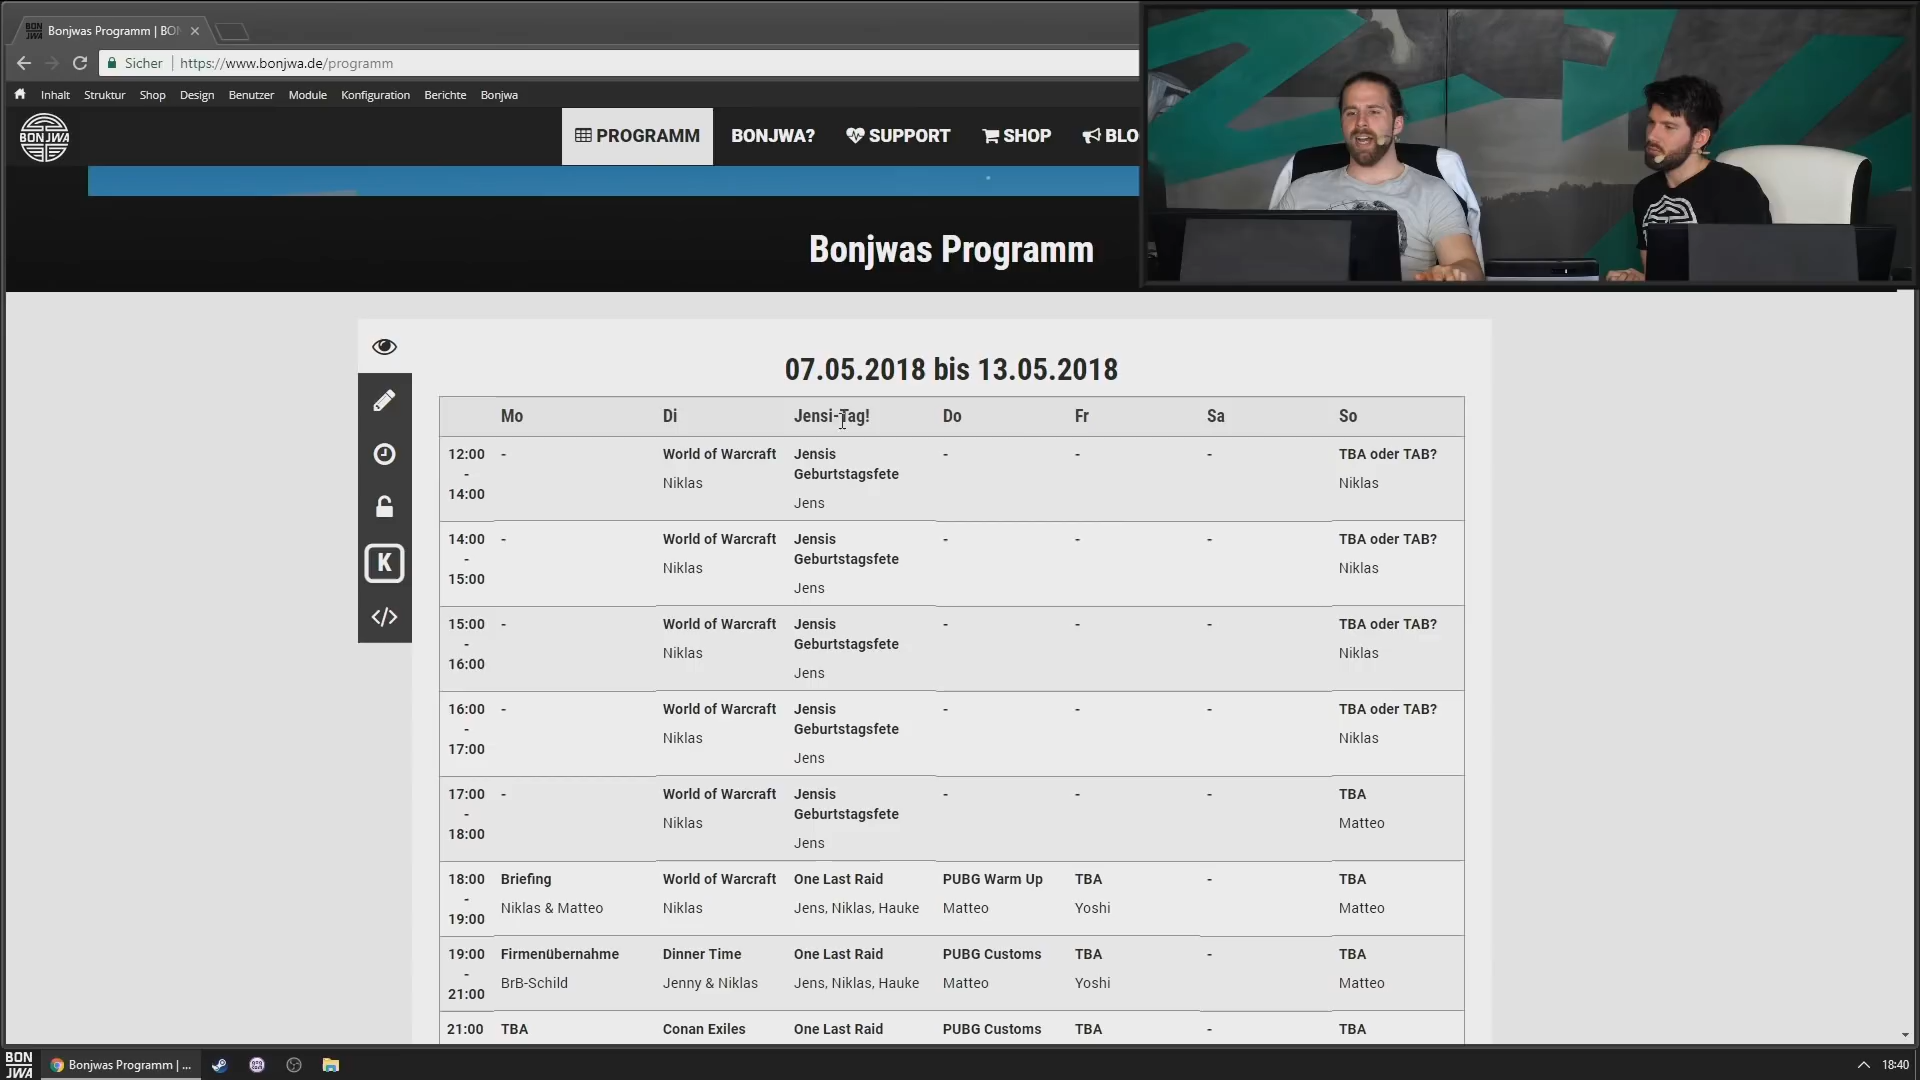 Bonjwas Programm | BO
Sicher https://www.bonjwa.de/programm
Inhalt Struktur Shop Design Benutzer Module Konfiguration Berichte Bonjwa
BONJWA PROGRAMM BONJWA? SUPPORT SHOP BLO
Bonjwas Programm
07.05.2018 bis 13.05.2018
Mo Di Jensi-Tag! Do Fr Sa So
12:00 - World of Warcraft Jensis - - - TBA oder TAB?
- Niklas Geburtstagsfete Niklas
14:00 Jens
14:00 - World of Warcraft Jensis - - - TBA oder TAB?
- Niklas Geburtstagsfete Niklas
15:00 Jens
15:00 - World of Warcraft Jensis - - - TBA oder TAB?
- Niklas Geburtstagsfete Niklas
16:00 Jens
16:00 - World of Warcraft Jensis - - - TBA oder TAB?
- Niklas Geburtstagsfete Niklas
17:00 Jens
17:00 - World of Warcraft Jensis - - - TBA
- Niklas Geburtstagsfete Matteo
18:00 Jens
18:00 Briefing World of Warcraft One Last Raid PUBG Warm Up TBA - TBA
- Niklas & Matteo Niklas Jens, Niklas, Hauke Matteo Yoshi Matteo
19:00
19:00 Firmenübernahme Dinner Time One Last Raid PUBG Customs TBA - TBA
- BrB-Schild Jenny & Niklas Jens, Niklas, Hauke Matteo Yoshi Matteo
21:00
21:00 TBA Conan Exiles One Last Raid PUBG Customs TBA - TBA
K
</>
BON
JWA
Bonjwas Programm | ...
18:40